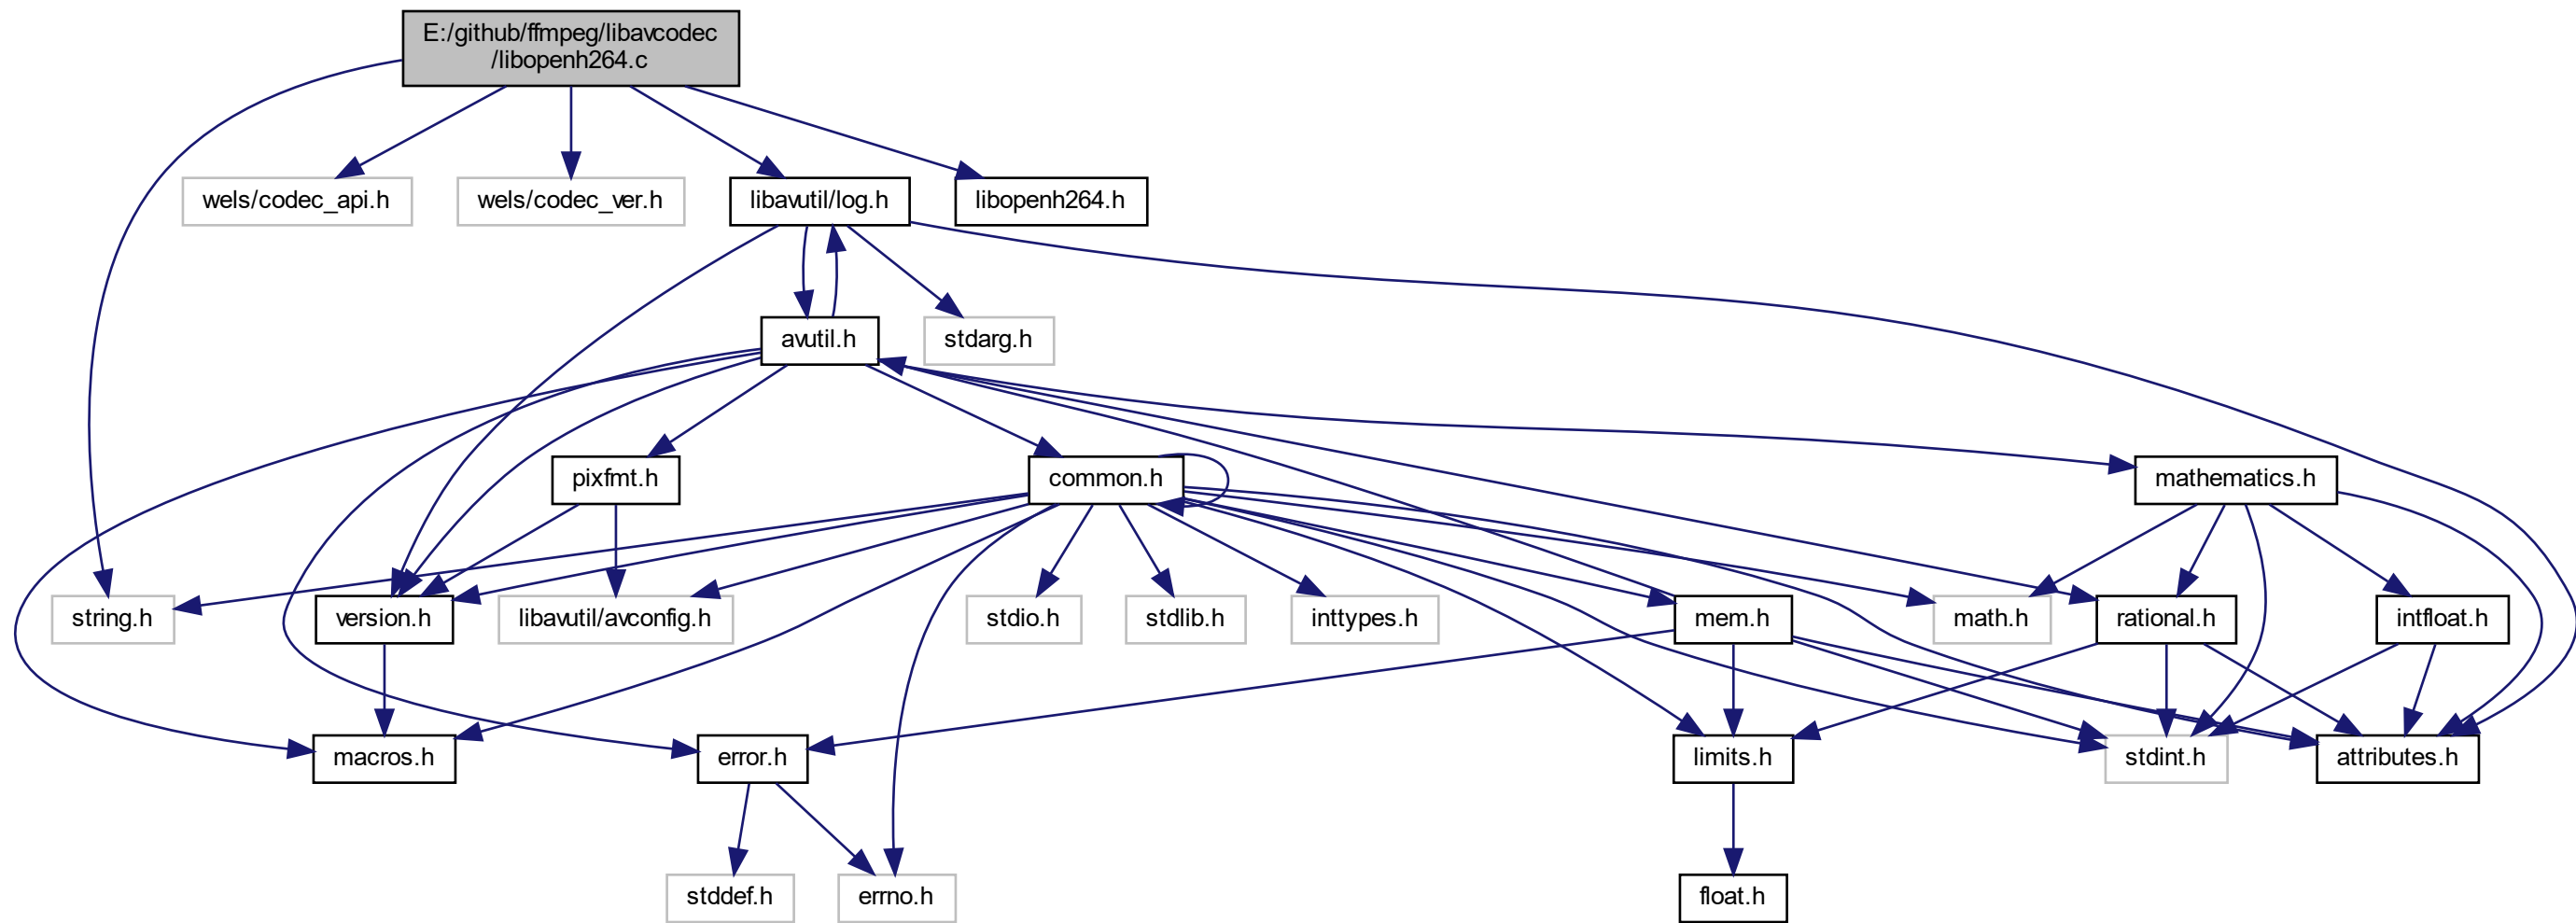 E:/github/ffmpeg/libavcodec
/libopenh264.c
wels/codec_api.h
wels/codec_ver.h
libavutil/log.h
libopenh264.h
avutil.h
stdarg.h
pixfmt.h
common.h
mathematics.h
string.h
version.h
libavutil/avconfig.h
stdio.h
stdlib.h
inttypes.h
mem.h
math.h
rational.h
intfloat.h
macros.h
error.h
limits.h
stdint.h
attributes.h
stddef.h
errno.h
float.h